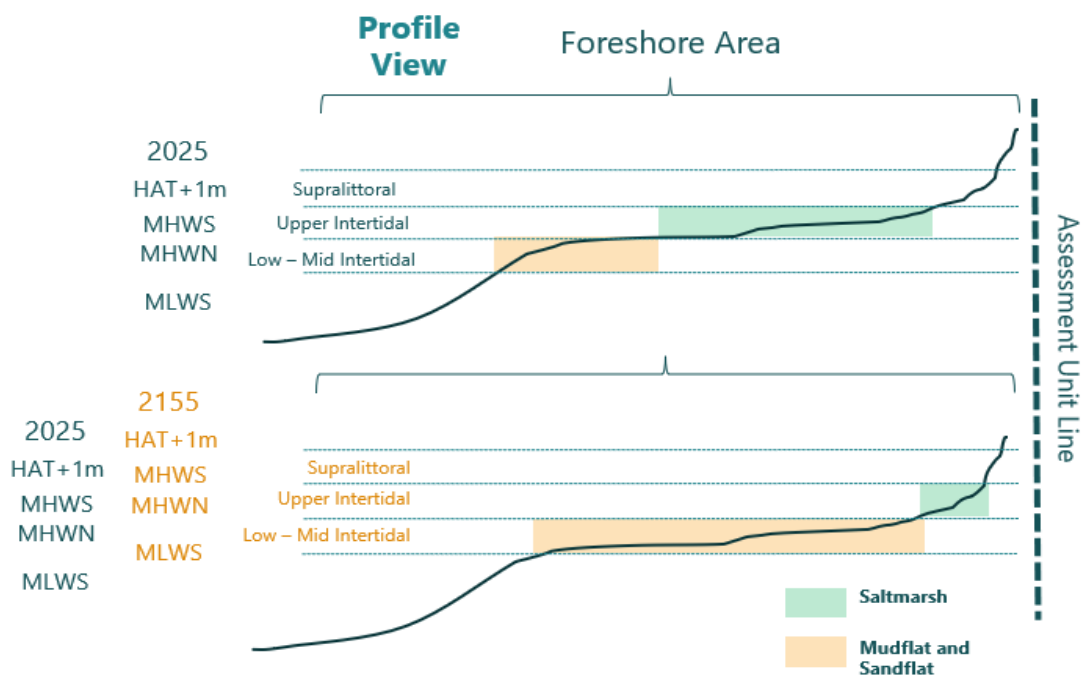 Profile
View
Foreshore Area
2025
HAT+1m
Supralittoral
MHWS
Upper Intertidal
MHWN
Low – Mid Intertidal
MLWS
Assessment Unit Line
2155
2025
HAT+1m
HAT+1m
Supralittoral
MHWS
MHWS
Upper Intertidal
MHWN
MHWN
Low – Mid Intertidal
MLWS
MLWS
Saltmarsh
Mudflat and
Sandflat